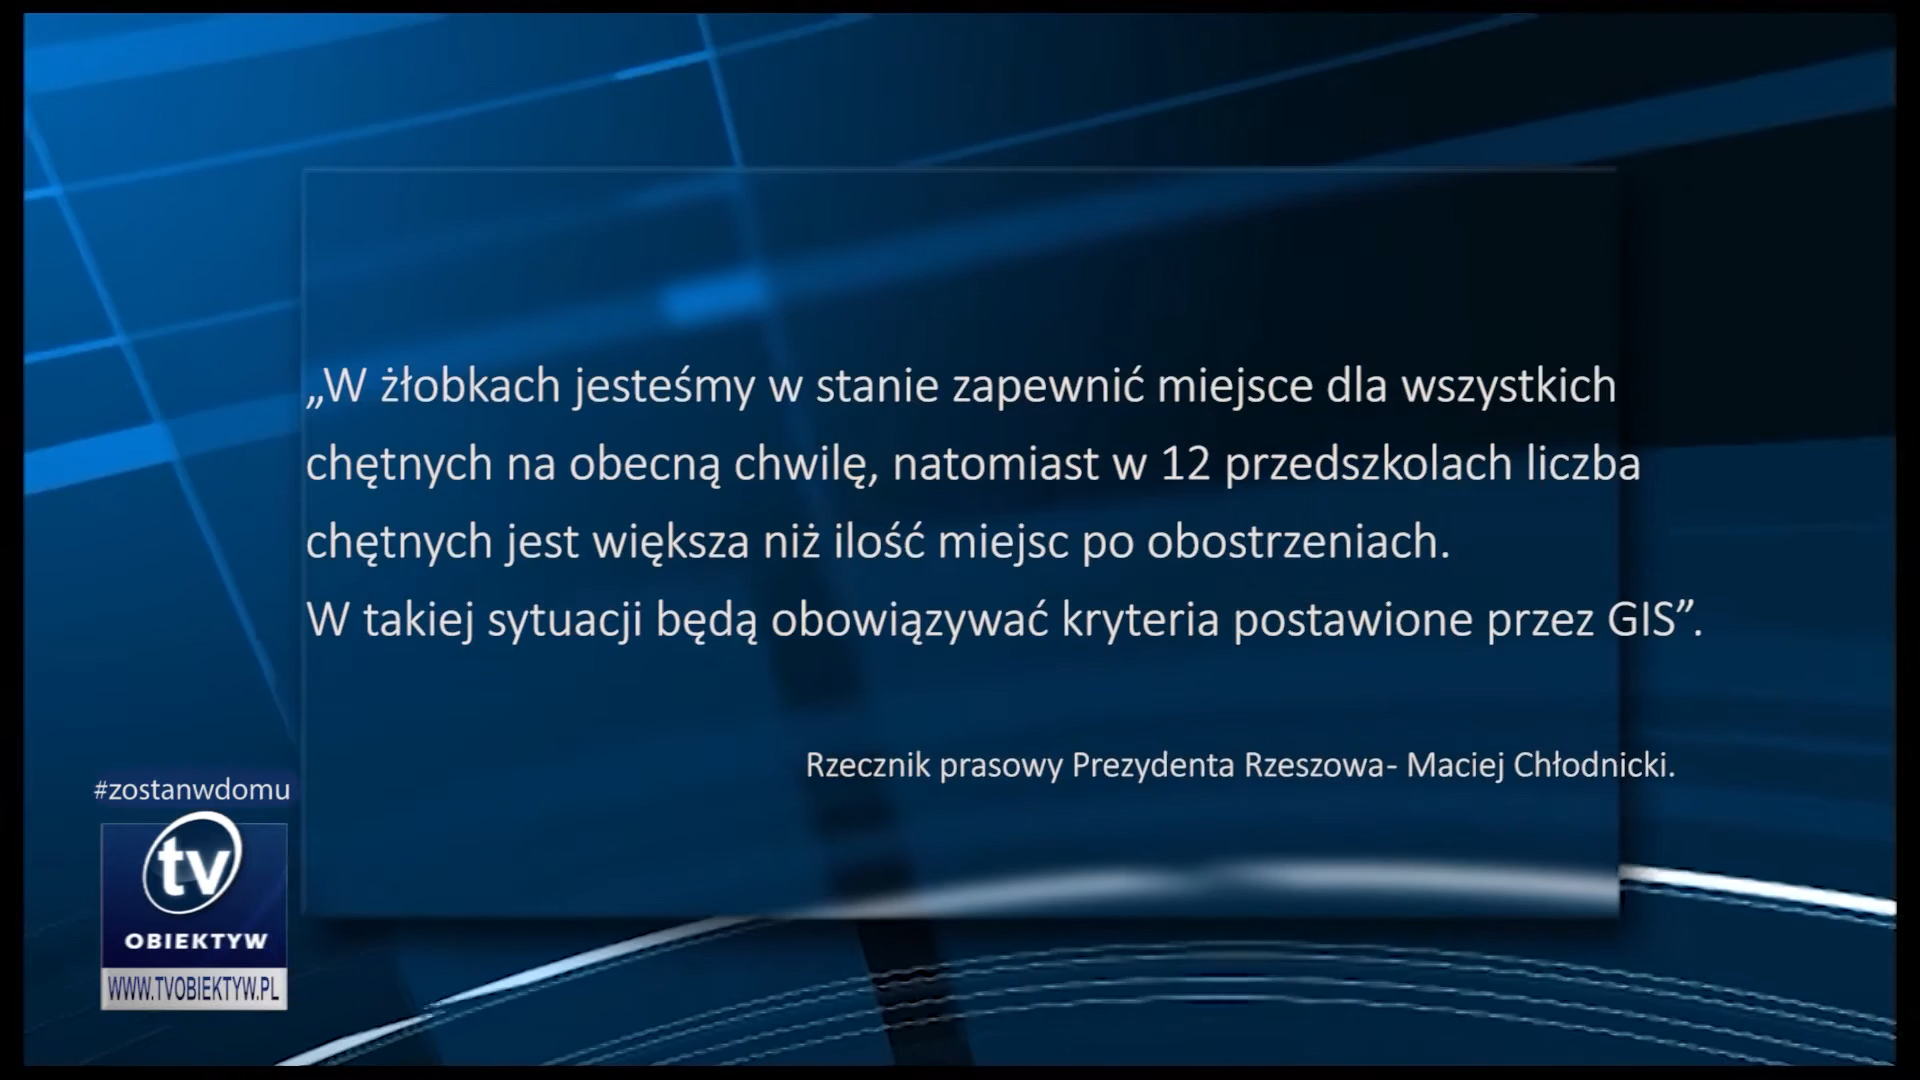 „W żłobkach jesteśmy w stanie zapewnić miejsce dla wszystkich
chętnych na obecną chwilę, natomiast w 12 przedszkolach liczba
chętnych jest większa niż ilość miejsc po obostrzeniach.
W takiej sytuacji będą obowiązywać kryteria postawione przez GIS”.
Rzecznik prasowy Prezydenta Rzeszowa- Maciej Chłodnicki.
#zostanwdomu
tv
OBIEKTYW
WWW.TVOBIEKTYW.PL